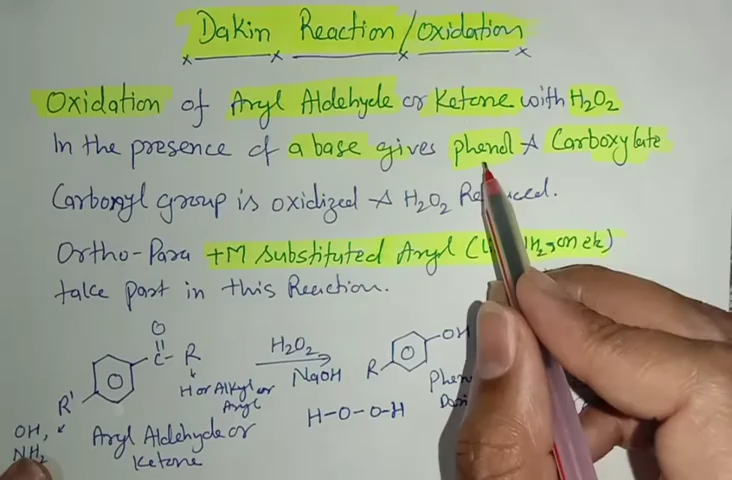 Dakin Reaction/oxidation
Oxidation of Aryl Aldehyde or Ketone with H2O2
In the presence of a base gives phenol & Carboxylate
Carbonyl group is oxidized & H2O2
Ortho-Para +M substituted Aryl
take part in this Reaction.
O
C-R
H2O2
NaOH
OH
R
H or Alkyl or
Aryl
H-O-O-H
Phen
R'
OH,
NH2
Aryl Aldehyde or
Ketone